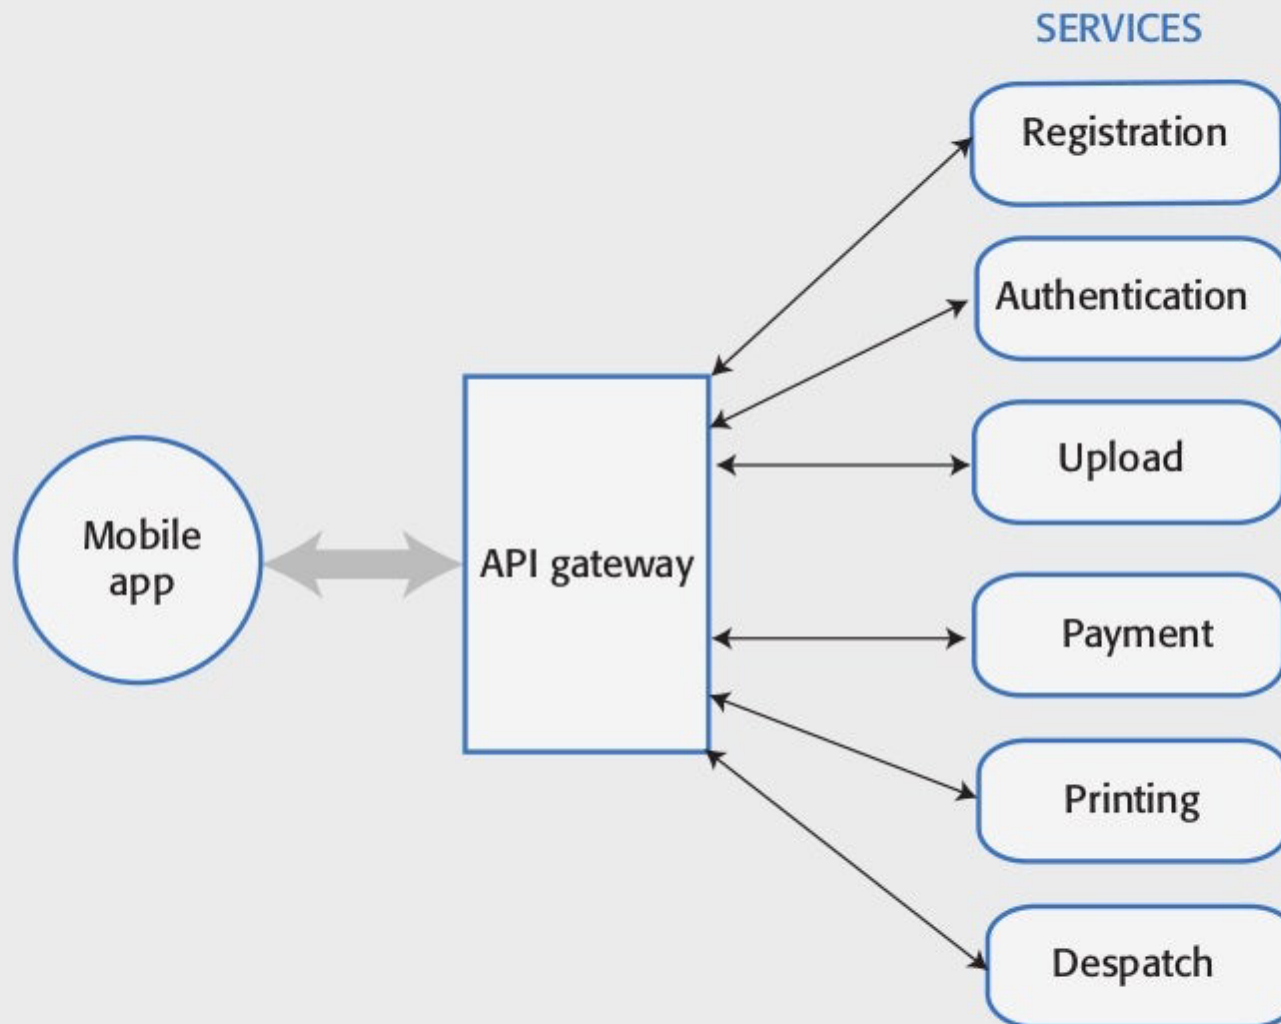 SERVICES
Registration
Authentication
Upload
Mobile
app
API gateway
Payment
Printing
Despatch